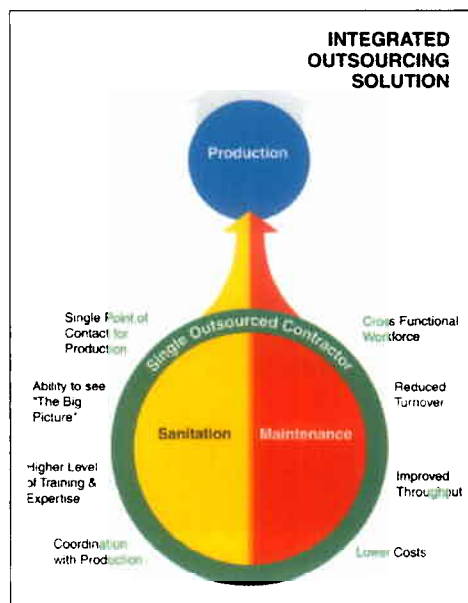 INTEGRATED
OUTSOURCING
SOLUTION
Production
Single Outsourced Contractor
Sanitation
Maintenance
Single Point of
Contact for
Production
Ability to see
"The Big
Picture"
Higher Level
of Training &
Expertise
Coordination
with Production
Cross Functional
Workforce
Reduced
Turnover
Improved
Throughput
Lower Costs